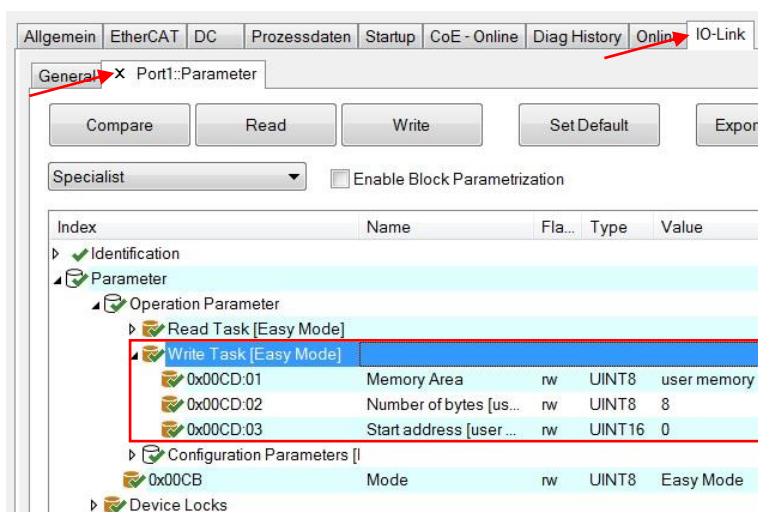 Allgemein EtherCAT DC Prozessdaten Startup CoE - Online Diag History Online IO-Link
General X Port1::Parameter
Compare Read Write Set Default Expor
Specialist Enable Block Parametrization
Index Name Fla... Type Value
Identification
Parameter
Operation Parameter
Read Task [Easy Mode]
Write Task [Easy Mode]
0x00CD:01 Memory Area rw UINT8 user memory
0x00CD:02 Number of bytes [us... rw UINT8 8
0x00CD:03 Start address [user ... rw UINT16 0
Configuration Parameters [
0x00CB Mode rw UINT8 Easy Mode
Device Locks